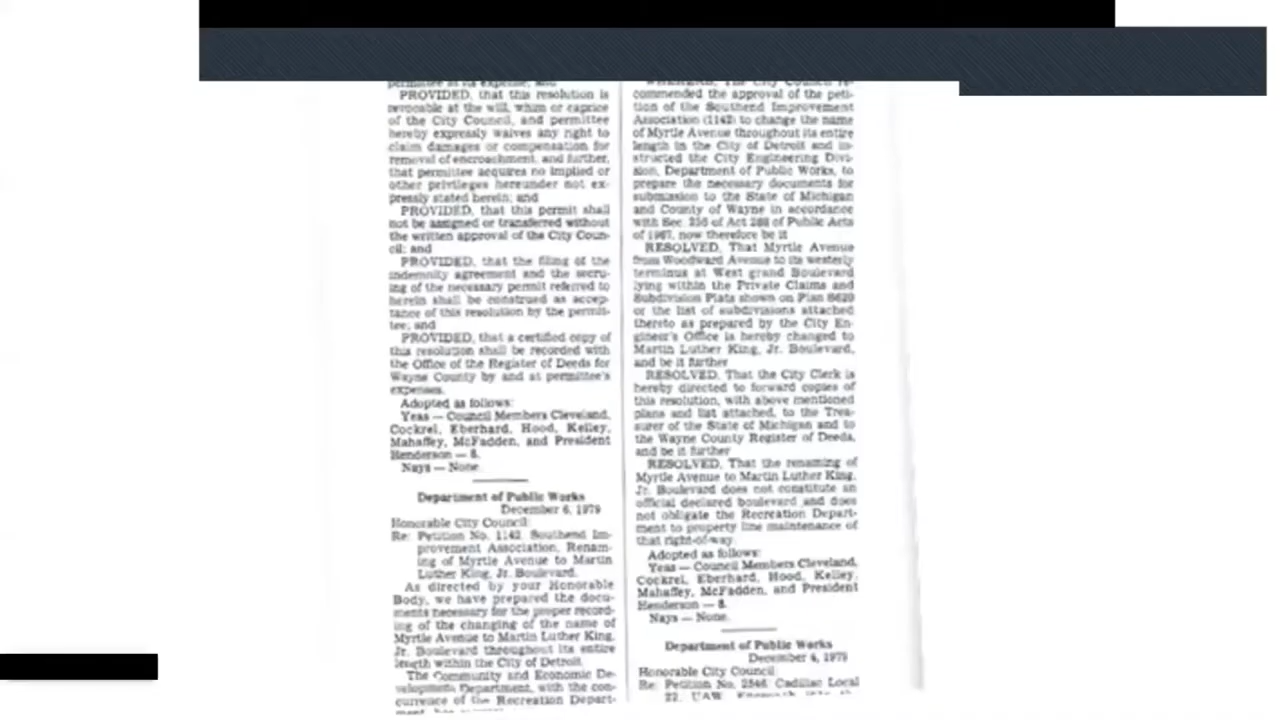 permittee at its expense; and
PROVIDED, that this resolution is
revocable at the will, whim or caprice
of the City Council, and permittee
hereby expressly waives any right to
claim damages or compensation for
removal of encroachment, and further,
that permittee acquires no implied or
other privileges hereunder not ex-
pressly stated herein; and
PROVIDED, that this permit shall
not be assigned or transferred without
the written approval of the City Coun-
cil; and
PROVIDED, that the filing of the
indemnity agreement and the secru-
ing of the necessary permit referred to
herein shall be construed as accep-
tance of this resolution by the permit-
tee; and
PROVIDED, that a certified copy of
this resolution shall be recorded with
the Office of the Register of Deeds for
Wayne County by and at permittee's
expenses.
Adopted as follows:
Yeas — Council Members Cleveland,
Cockrel, Eberhard, Hood, Kelley,
Mahaffey, McFadden, and President
Henderson — 8.
Nays — None.
Department of Public Works
December 6, 1979
Honorable City Council:
Re: Petition No. 1142. Southend Im-
provement Association, Renam-
ing of Myrtle Avenue to Martin
Luther King, Jr. Boulevard.
As directed by your Honorable
Body, we have prepared the docu-
ments necessary for the proper record-
ing of the changing of the name of
Myrtle Avenue to Martin Luther King,
Jr. Boulevard throughout its entire
length within the City of Detroit.
The Community and Economic De-
velopment Department, with the con-
currence of the Recreation Depart-
WHEREAS, The City Council re-
commended the approval of the peti-
tion of the Southend Improvement
Association (1142) to change the name
of Myrtle Avenue throughout its entire
length in the City of Detroit and in-
structed the City Engineering Divi-
sion, Department of Public Works, to
prepare the necessary documents for
submission to the State of Michigan
and County of Wayne in accordance
with Sec. 256 of Act 288 of Public Acts
of 1967, now therefore be it
RESOLVED, That Myrtle Avenue
from Woodward Avenue to its westerly
terminus at West grand Boulevard
lying within the Private Claims and
Subdivision Plats shown on Plan
or the list of subdivisions attached
thereto as prepared by the City En-
gineer's Office is hereby changed to
Martin Luther King, Jr. Boulevard,
and be it further
RESOLVED, That the City Clerk is
hereby directed to forward copies of
this resolution, with above mentioned
plans and list attached, to the Trea-
surer of the State of Michigan and to
the Wayne County Register of Deeds,
and be it further
RESOLVED, That the renaming of
Myrtle Avenue to Martin Luther King,
Jr. Boulevard does not constitute an
official declared boulevard and does
not obligate the Recreation Depart-
ment to property line maintenance of
that right-of-way.
Adopted as follows:
Yeas — Council Members Cleveland,
Cockrel, Eberhard, Hood, Kelley,
Mahaffey, McFadden, and President
Henderson — 8.
Nays — None.
Department of Public Works
December 4, 1979
Honorable City Council:
Re: Petition No. 2546. Cadillac Local
22, UAW,